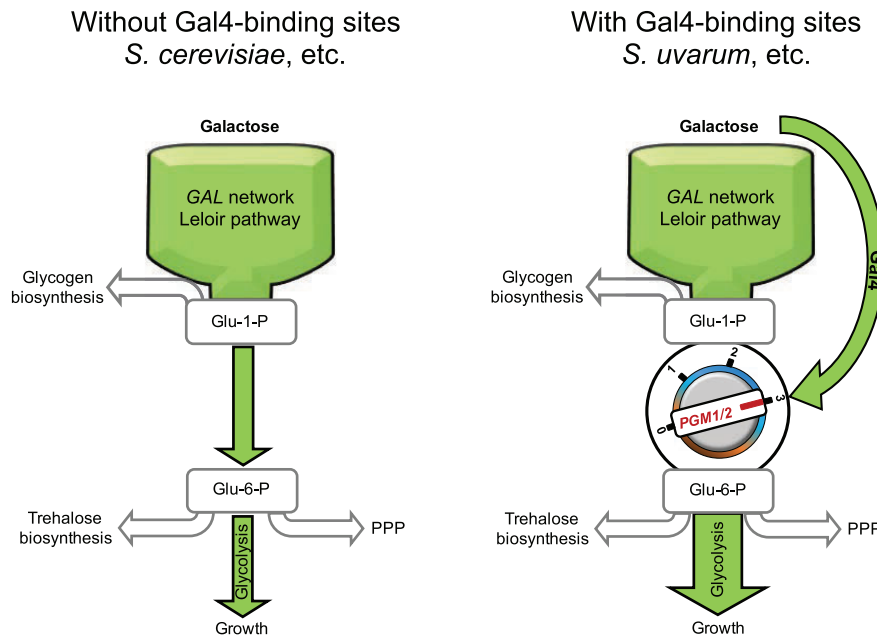 Without Gal4-binding sites
S. cerevisiae, etc.
Galactose
GAL network
Leloir pathway
Glycogen
biosynthesis
Glu-1-P
Glu-6-P
Trehalose
biosynthesis
PPP
Glycolysis
Growth
With Gal4-binding sites
S. uvarum, etc.
Galactose
GAL network
Leloir pathway
Gal4
Glycogen
biosynthesis
Glu-1-P
0
1
2
3
PGM1/2
Glu-6-P
Trehalose
biosynthesis
PPP
Glycolysis
Growth